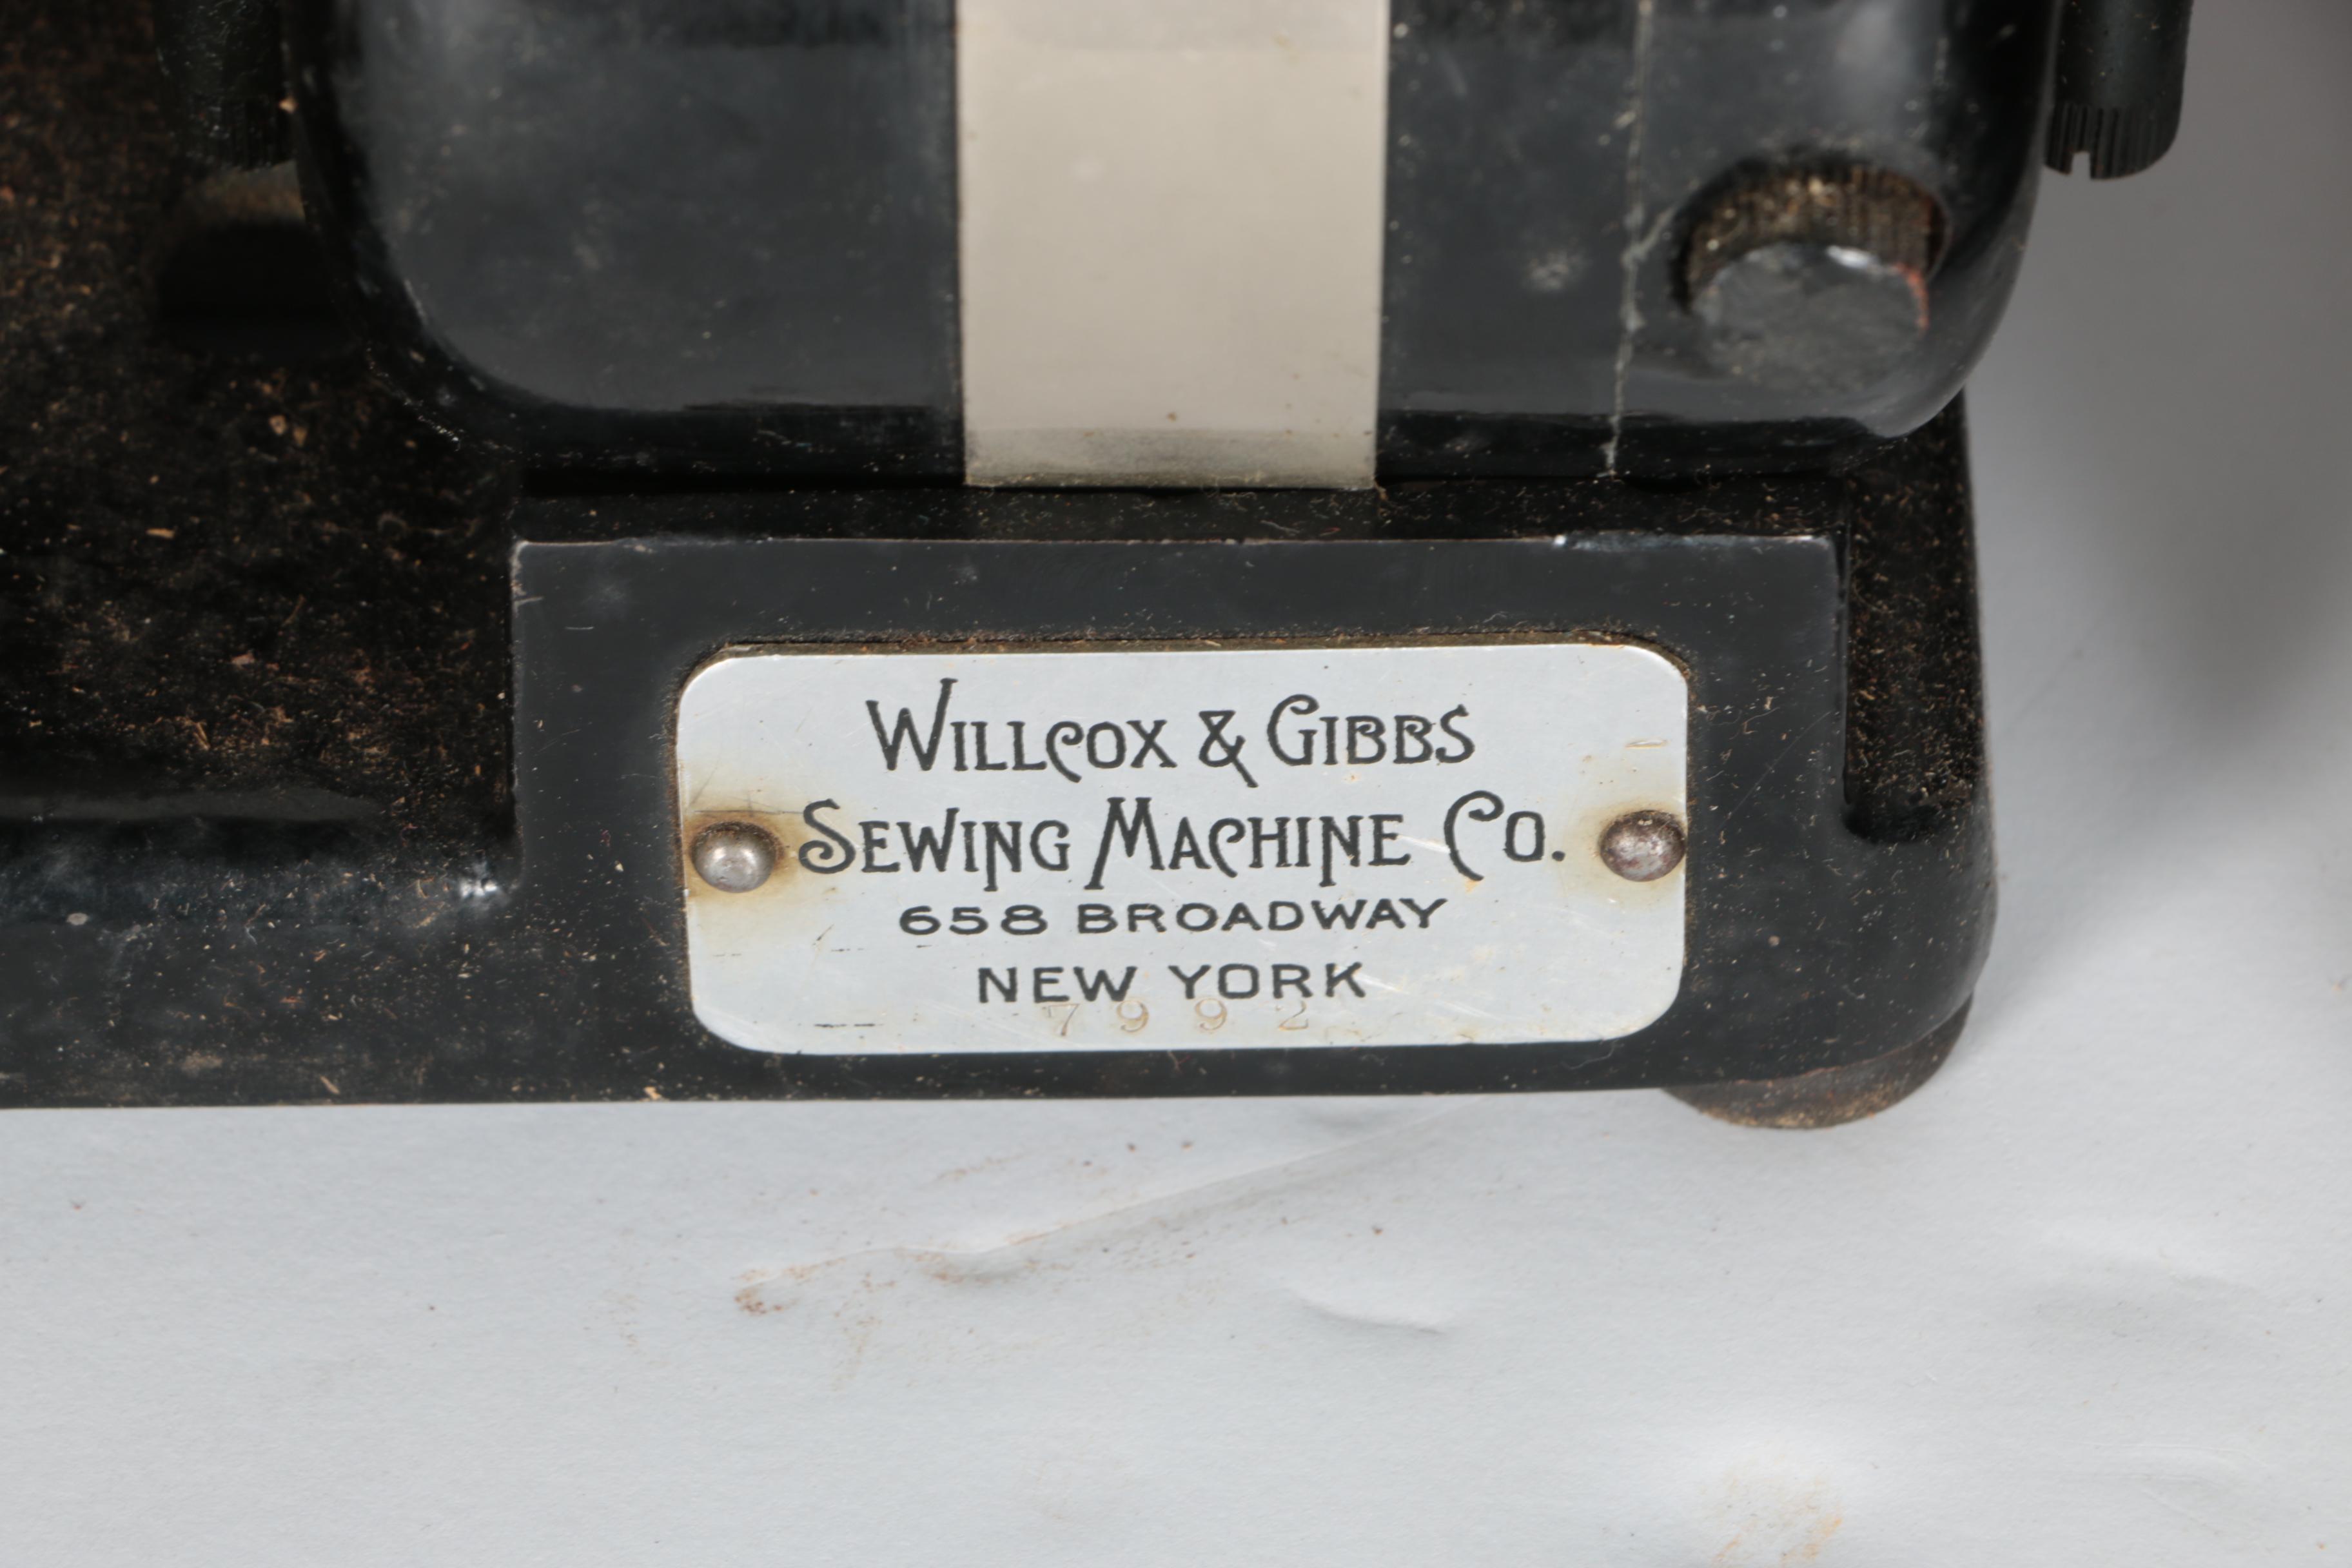 WILLCOX & GIBBS
SEWING MACHINE CO.
658 BROADWAY
NEW YORK
7992